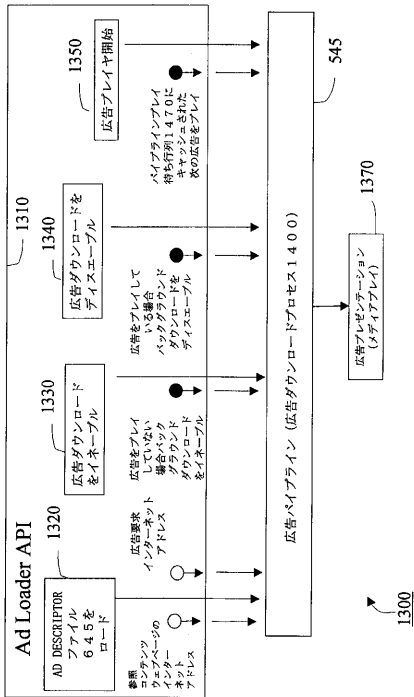 Ad Loader API
1310
1320
AD DESCRIPTOR
ファイル
645を
ロード
1330
広告ダウンロード
をイネーブル
1340
広告ダウンロードを
ディスエーブル
1350
広告プレイヤ開始
参照
コンテンツ
ウェブページの
インター
ネット
アドレス
広告要求
インターネット
アドレス
広告をプレイ
していない
場合バック
グラウンド
ダウンロード
をイネーブル
広告をプレイして
いる場合
バックグラウンド
ダウンロードを
ディスエーブル
パイプラインプレイ
待ち行列1470に
キャッシュされた
次の広告をプレイ
広告パイプライン(広告ダウンロードプロセス1400)
545
広告プレゼンテーション
(メディアプレイ)
1370
1300